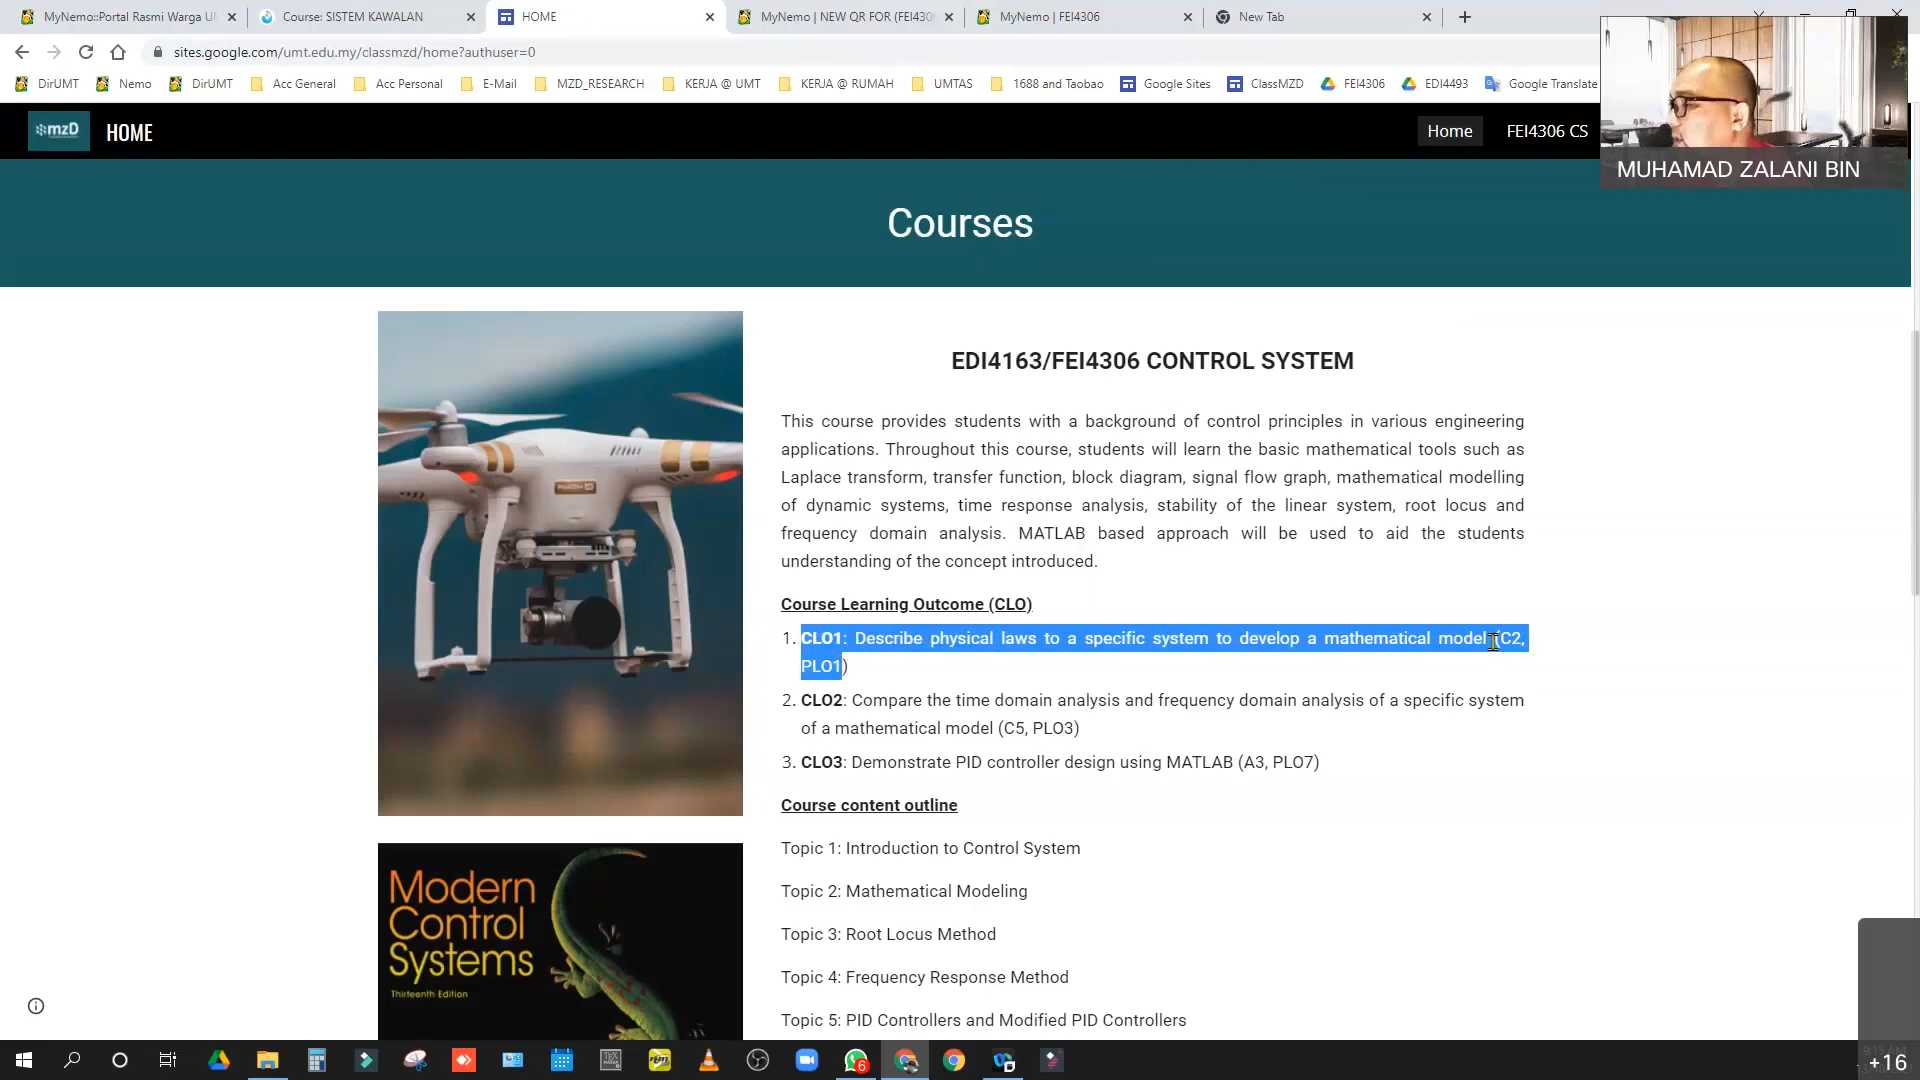 MyNemo::Portal Rasmi Warga UM
Course: SISTEM KAWALAN
HOME
MyNemo | NEW QR FOR (FEI430
MyNemo | FEI4306
New Tab
sites.google.com/umt.edu.my/classmzd/home?authuser=0
DirUMT
Nemo
DirUMT
Acc General
Acc Personal
E-Mail
MZD_RESEARCH
KERJA @ UMT
KERJA @ RUMAH
UMTAS
1688 and Taobao
Google Sites
ClassMZD
FEI4306
EDI4493
Google Translate
mzD
HOME
Home
FEI4306 CS
MUHAMAD ZALANI BIN
Courses
EDI4163/FEI4306 CONTROL SYSTEM
This course provides students with a background of control principles in various engineering
applications. Throughout this course, students will learn the basic mathematical tools such as
Laplace transform, transfer function, block diagram, signal flow graph, mathematical modelling
of dynamic systems, time response analysis, stability of the linear system, root locus and
frequency domain analysis. MATLAB based approach will be used to aid the students
understanding of the concept introduced.
Course Learning Outcome (CLO)
1. CLO1: Describe physical laws to a specific system to develop a mathematical model (C2,
PLO1)
2. CLO2: Compare the time domain analysis and frequency domain analysis of a specific system
of a mathematical model (C5, PLO3)
3. CLO3: Demonstrate PID controller design using MATLAB (A3, PLO7)
Course content outline
Topic 1: Introduction to Control System
Topic 2: Mathematical Modeling
Topic 3: Root Locus Method
Topic 4: Frequency Response Method
Topic 5: PID Controllers and Modified PID Controllers
Modern
Control
Systems
Thirteenth Edition
6
+16